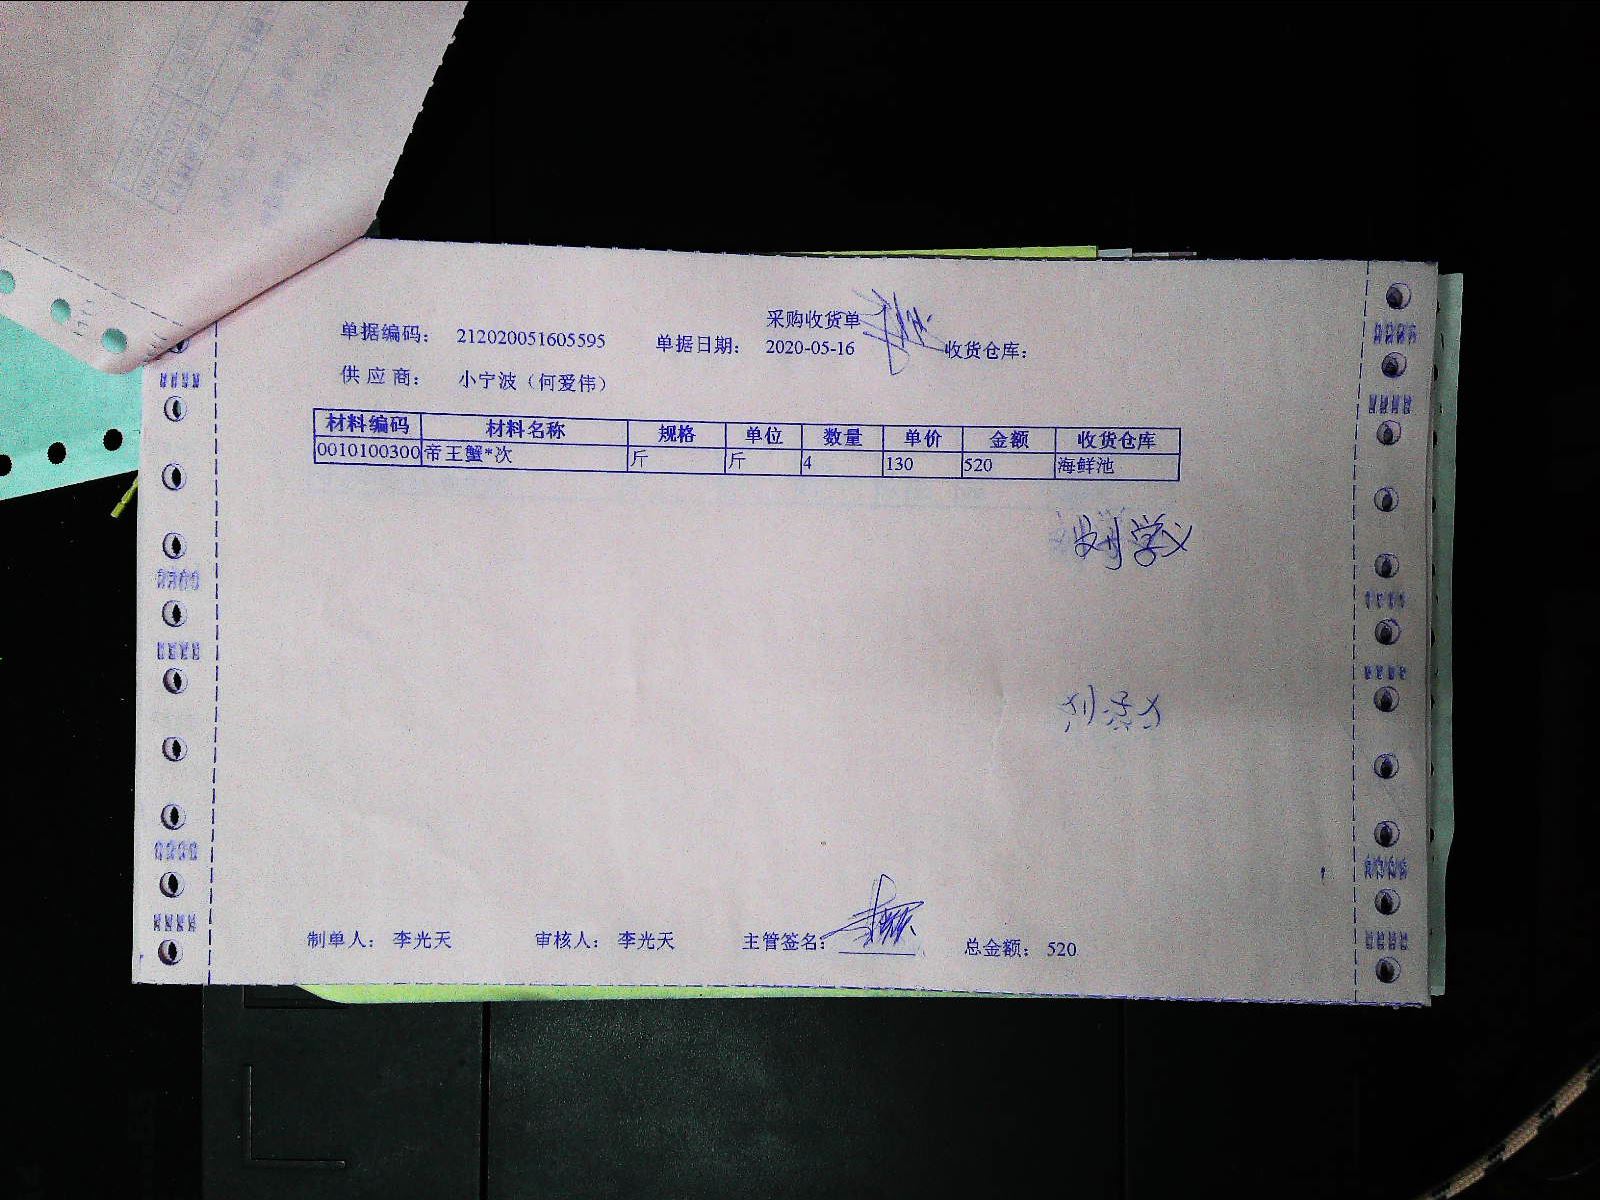 采购收货单
单据编码： 212020051605595 单据日期： 2020-05-16 收货仓库：
供 应 商： 小宁波（何爱伟）
材料编码 材料名称 规格 单位 数量 单价 金额 收货仓库
0010100300 帝王蟹*次 斤 斤 4 130 520 海鲜池
制单人： 李光天 审核人： 李光天 主管签名： 总金额： 520